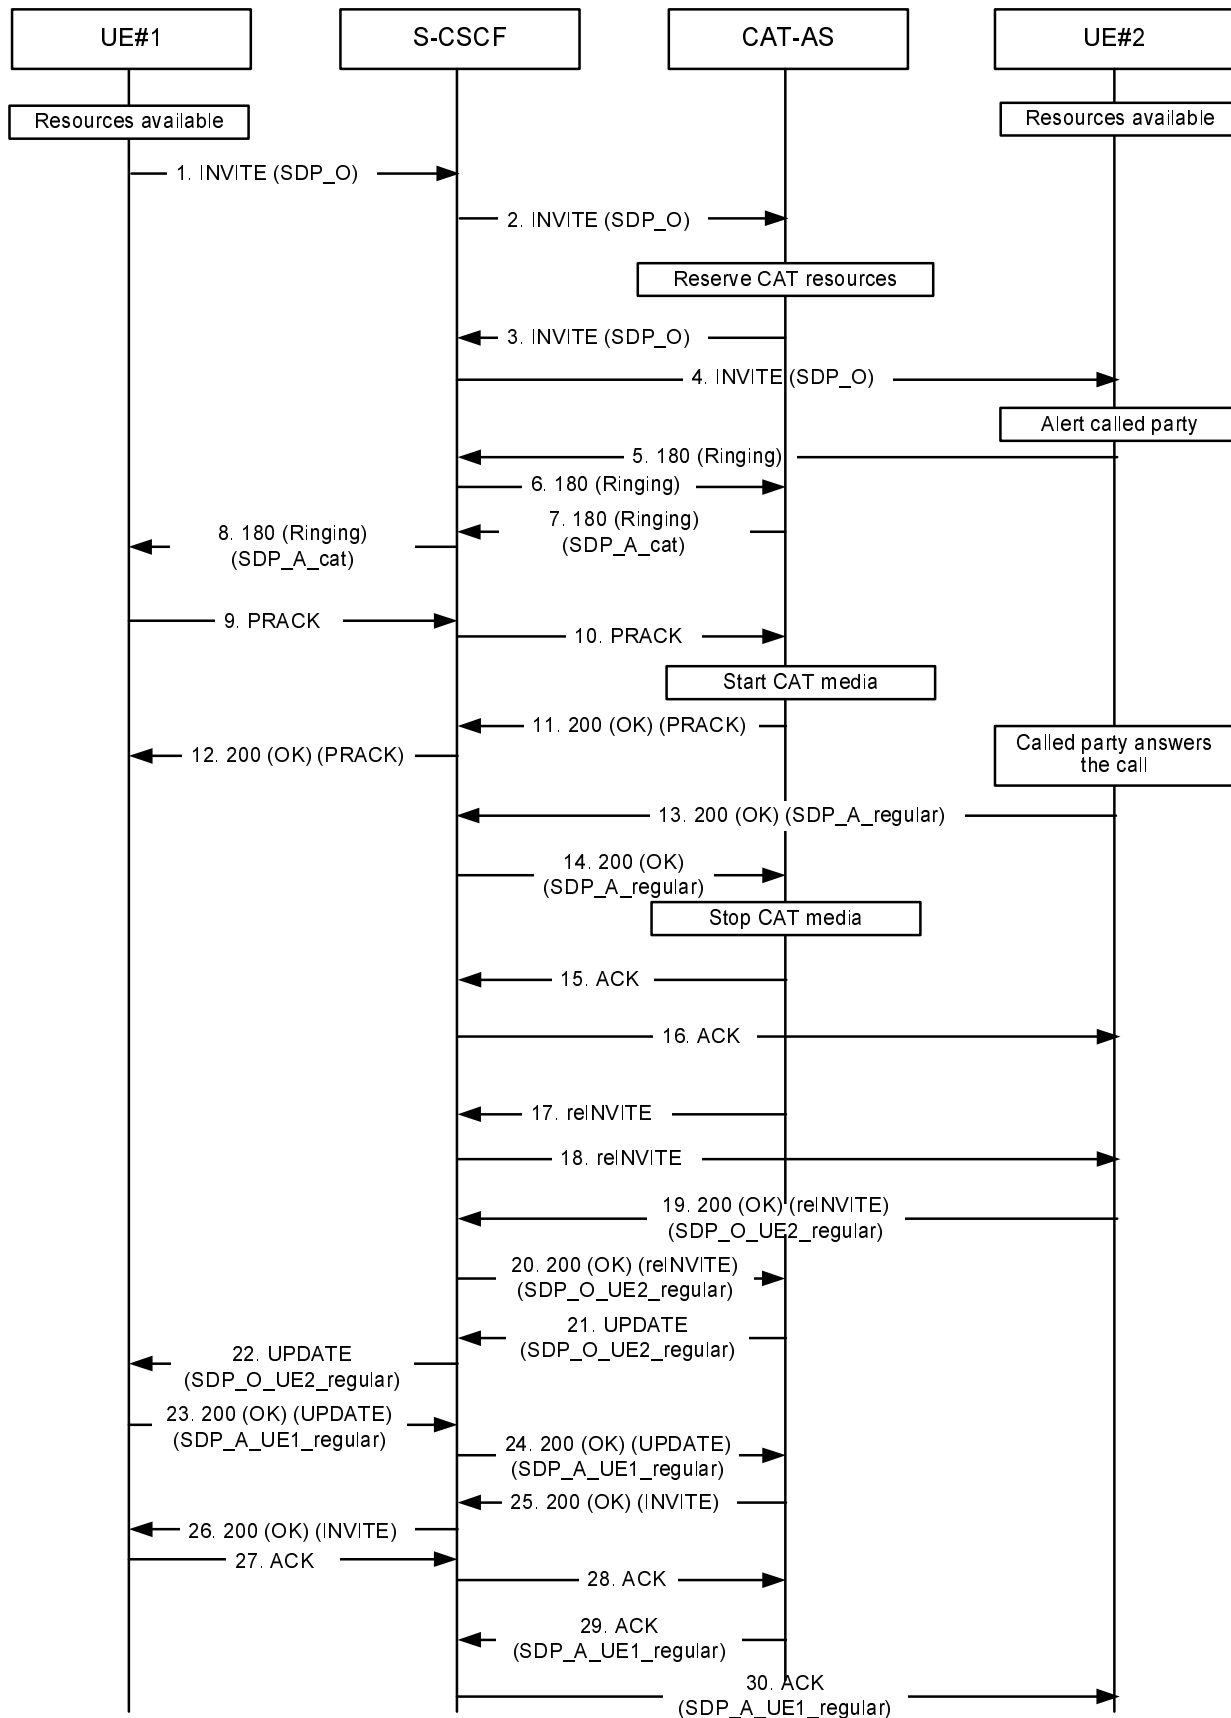 UE#1
S-CSCF
CAT-AS
UE#2
Resources available
Resources available
1. INVITE (SDP_O)
2. INVITE (SDP_O)
Reserve CAT resources
3. INVITE (SDP_O)
4. INVITE (SDP_O)
Alert called party
5. 180 (Ringing)
6. 180 (Ringing)
7. 180 (Ringing)
(SDP_A_cat)
8. 180 (Ringing)
(SDP_A_cat)
9. PRACK
10. PRACK
Start CAT media
11. 200 (OK) (PRACK)
12. 200 (OK) (PRACK)
Called party answers
the call
13. 200 (OK) (SDP_A_regular)
14. 200 (OK)
(SDP_A_regular)
Stop CAT media
15. ACK
16. ACK
17. reINVITE
18. reINVITE
19. 200 (OK) (reINVITE)
(SDP_O_UE2_regular)
20. 200 (OK) (reINVITE)
(SDP_O_UE2_regular)
21. UPDATE
(SDP_O_UE2_regular)
22. UPDATE
(SDP_O_UE2_regular)
23. 200 (OK) (UPDATE)
(SDP_A_UE1_regular)
24. 200 (OK) (UPDATE)
(SDP_A_UE1_regular)
25. 200 (OK) (INVITE)
26. 200 (OK) (INVITE)
27. ACK
28. ACK
29. ACK
(SDP_A_UE1_regular)
30. ACK
(SDP_A_UE1_regular)